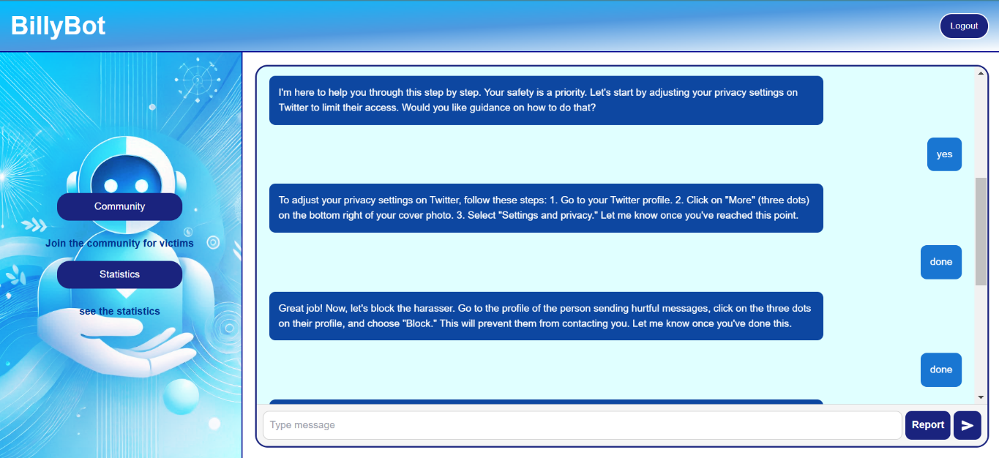 BillyBot
Logout
Community
Join the community for victims
Statistics
see the statistics
I'm here to help you through this step by step. Your safety is a priority. Let's start by adjusting your privacy settings on
Twitter to limit their access. Would you like guidance on how to do that?
yes
To adjust your privacy settings on Twitter, follow these steps: 1. Go to your Twitter profile. 2. Click on "More" (three dots)
on the bottom right of your cover photo. 3. Select "Settings and privacy." Let me know once you've reached this point.
done
Great job! Now, let's block the harasser. Go to the profile of the person sending hurtful messages, click on the three dots
on their profile, and choose "Block." This will prevent them from contacting you. Let me know once you've done this.
done
Type message
Report